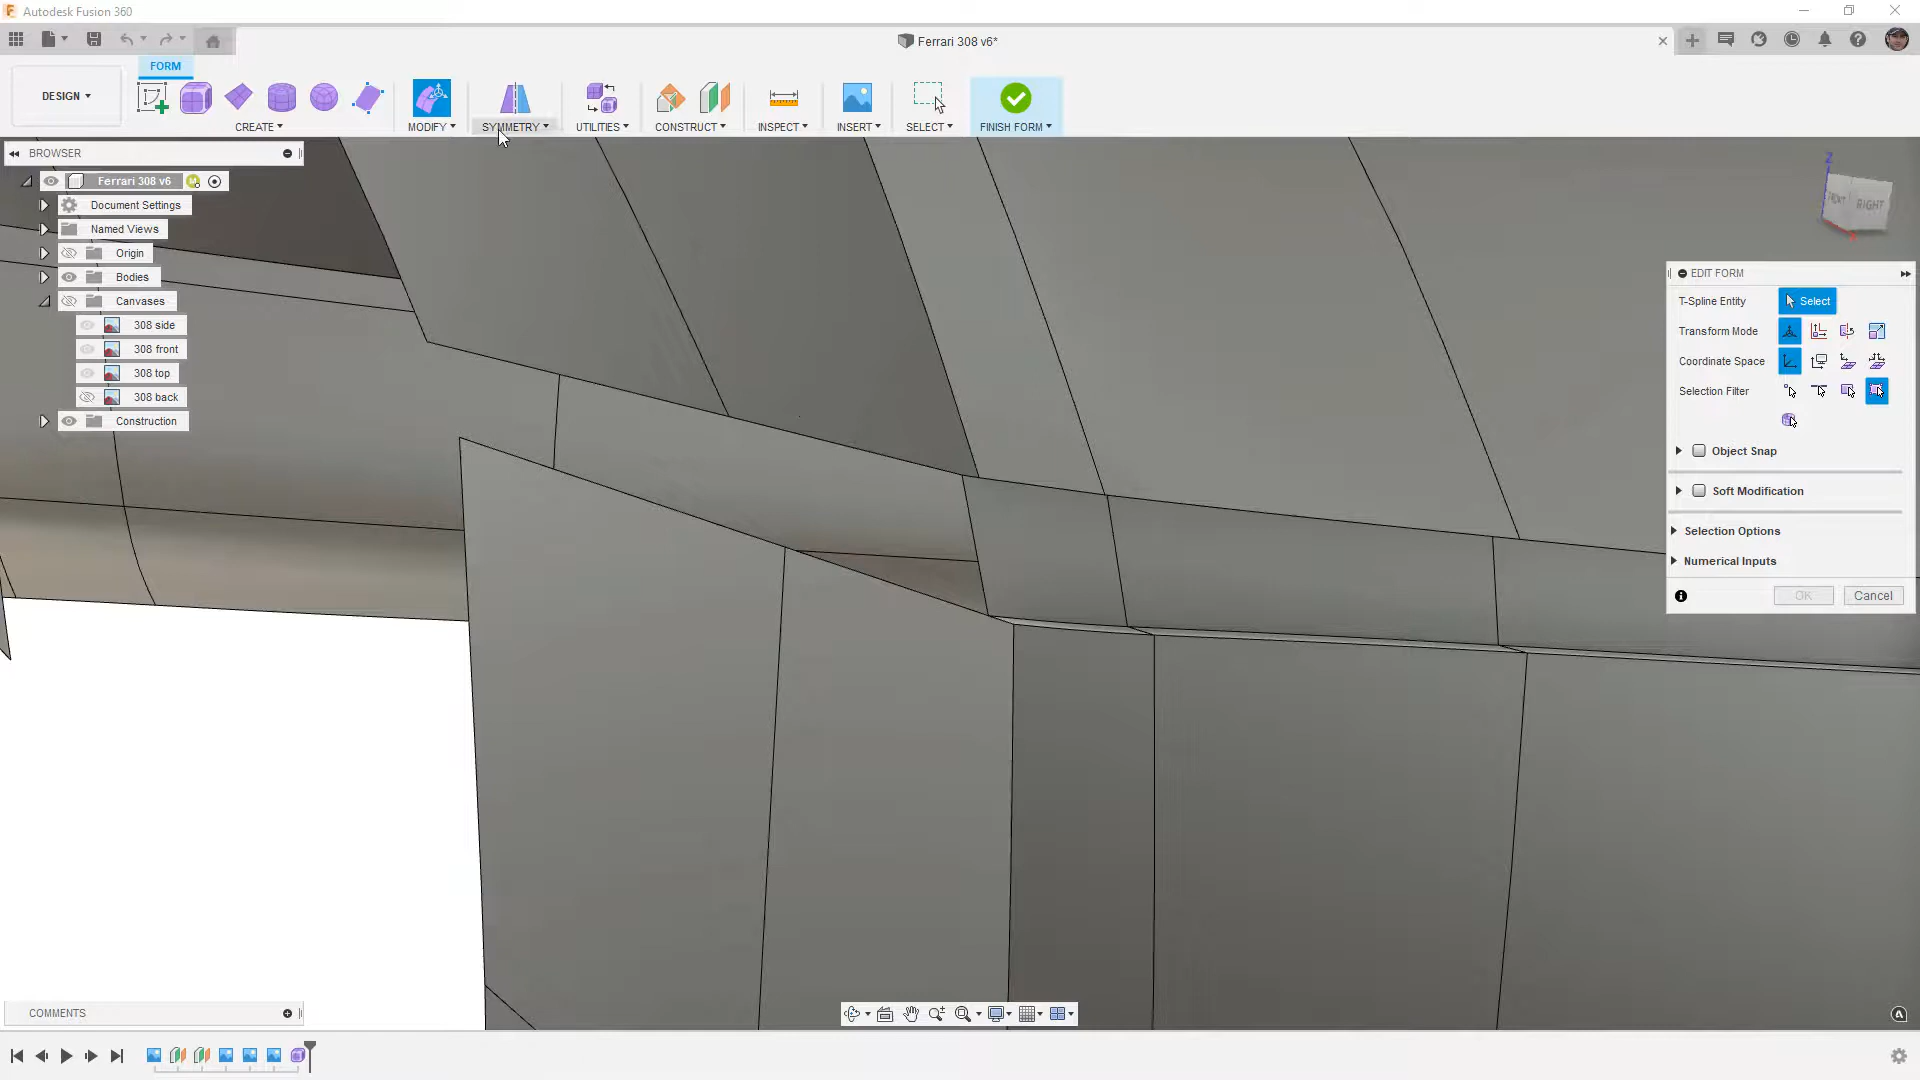 Autodesk Fusion 360
Ferrari 308 v6*
FORM
DESIGN
CREATE
MODIFY
SYMMETRY
UTILITIES
CONSTRUCT
INSPECT
INSERT
SELECT
FINISH FORM
BROWSER
Ferrari 308 v6
Document Settings
Named Views
Origin
Bodies
Canvases
308 side
308 front
308 top
308 back
Construction
Z
FRONT
RIGHT
EDIT FORM
T-Spline Entity
Select
Transform Mode
Coordinate Space
Selection Filter
Object Snap
Soft Modification
Selection Options
Numerical Inputs
OK
Cancel
COMMENTS